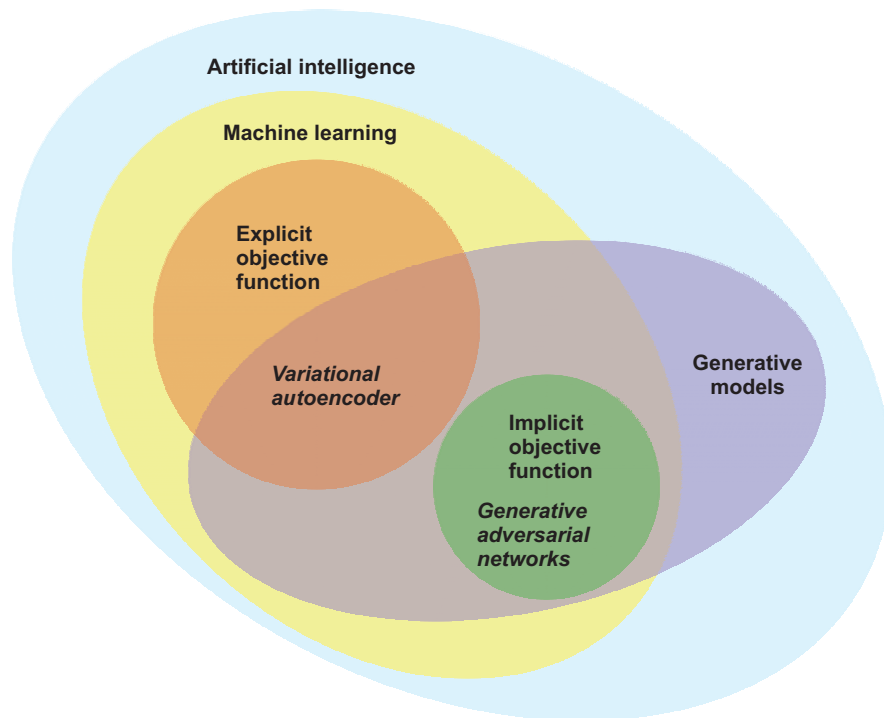 Artificial intelligence
Machine learning
Explicit
objective
function
Variational
autoencoder
Generative
models
Implicit
objective
function
Generative
adversarial
networks